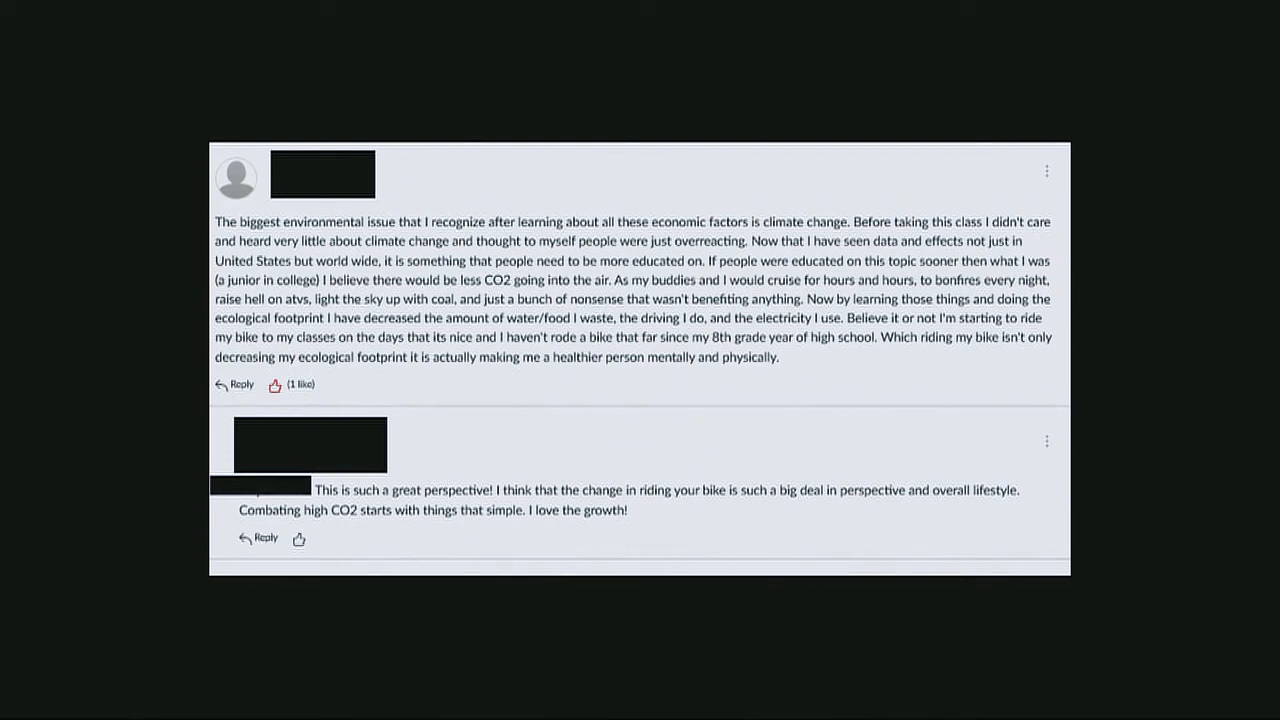 The biggest environmental issue that I recognize after learning about all these economic factors is climate change. Before taking this class I didn't care
and heard very little about climate change and thought to myself people were just overreacting. Now that I have seen data and effects not just in
United States but world wide, it is something that people need to be more educated on. If people were educated on this topic sooner then what I was
(a junior in college) I believe there would be less CO2 going into the air. As my buddies and I would cruise for hours and hours, to bonfires every night,
raise hell on atvs, light the sky up with coal, and just a bunch of nonsense that wasn't benefiting anything. Now by learning those things and doing the
ecological footprint I have decreased the amount of water/food I waste, the driving I do, and the electricity I use. Believe it or not I'm starting to ride
my bike to my classes on the days that its nice and I haven't rode a bike that far since my 8th grade year of high school. Which riding my bike isn't only
decreasing my ecological footprint it is actually making me a healthier person mentally and physically.
Reply (1 like)
This is such a great perspective! I think that the change in riding your bike is such a big deal in perspective and overall lifestyle.
Combating high CO2 starts with things that simple. I love the growth!
Reply